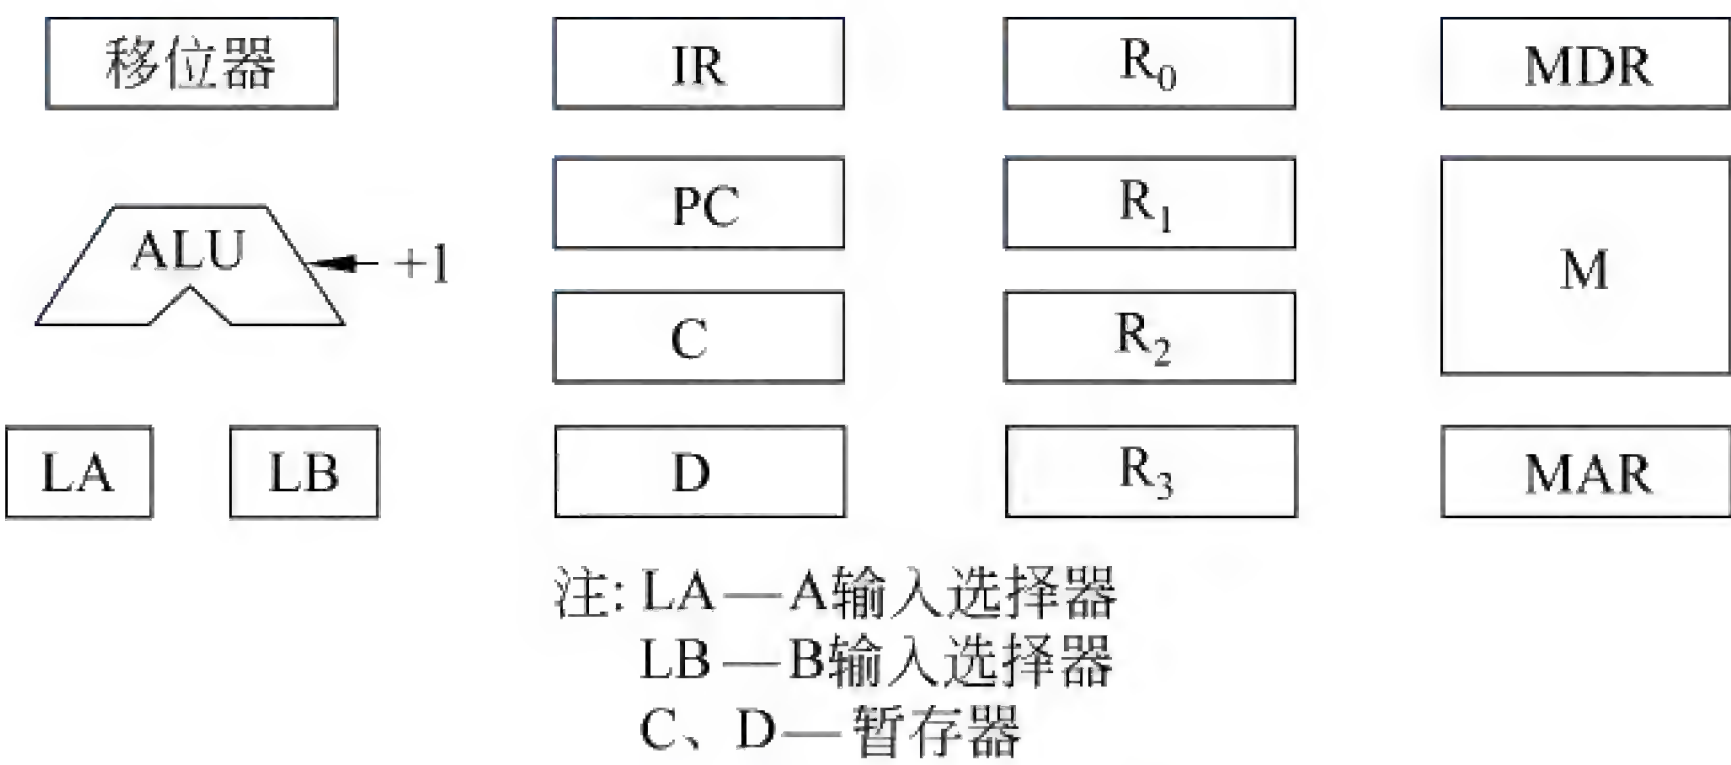 移位器 IR R₀ MDR
PC R₁
ALU +1 M
C R₂
LA LB D R₃ MAR
注: LA—A输入选择器
LB—B输入选择器
C、D—暂存器